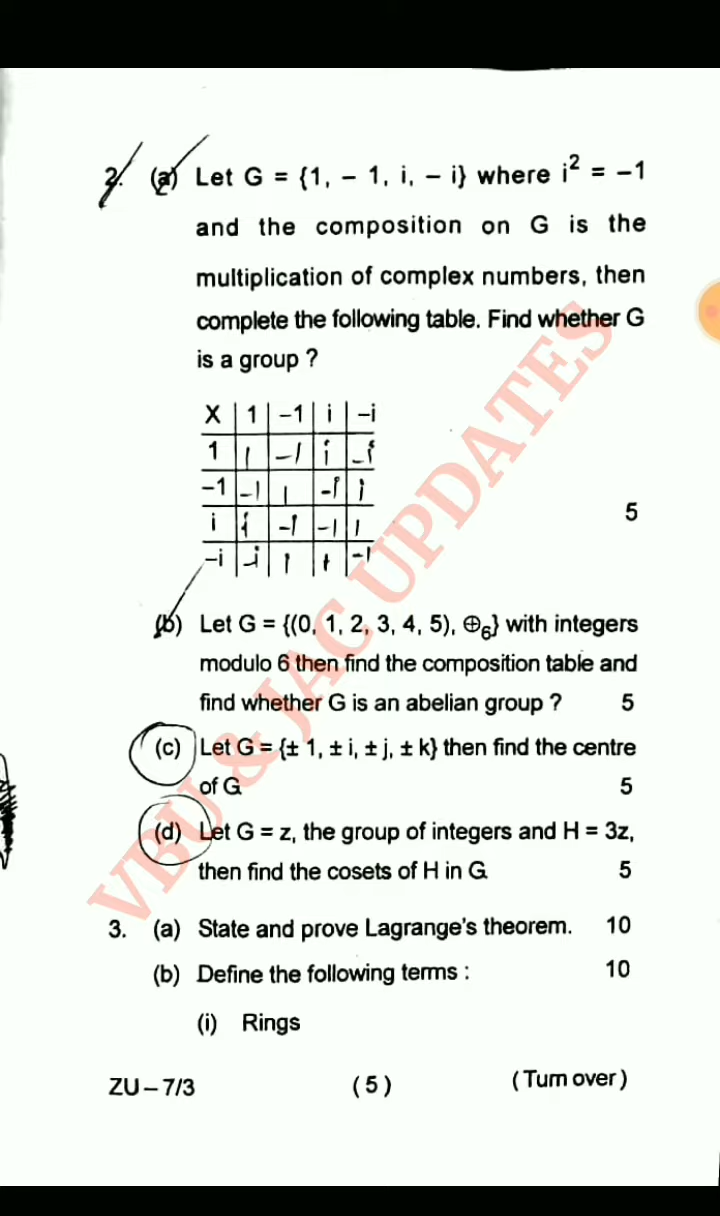 2. (a) Let G = {1, – 1, i, – i} where i² = –1
and the composition on G is the
multiplication of complex numbers, then
complete the following table. Find whether G
is a group ?
X | 1 | –1 | i | –i
1 | 1 | –1 | i | –i
–1 | –1 | 1 | –i | i
i | i | –i | –1 | 1
–i | –i | i | 1 | –1
5
(b) Let G = {(0, 1, 2, 3, 4, 5), ⊕₆} with integers
modulo 6 then find the composition table and
find whether G is an abelian group ? 5
(c) Let G = {± 1, ± i, ± j, ± k} then find the centre
of G 5
(d) Let G = z, the group of integers and H = 3z,
then find the cosets of H in G 5
3. (a) State and prove Lagrange's theorem. 10
(b) Define the following terms : 10
(i) Rings
ZU – 7/3 ( 5 ) ( Turn over )
VBU & JAC UPDATES